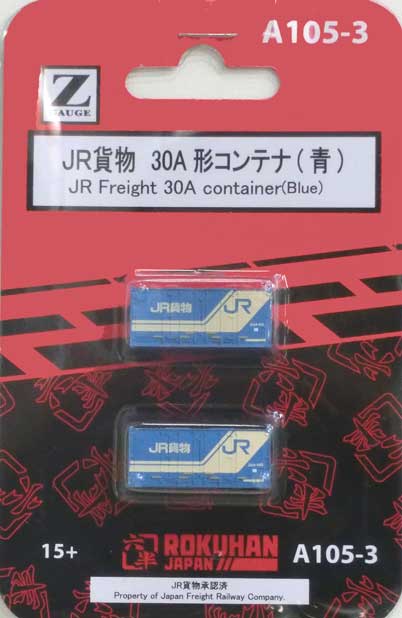 A105-3
Z
GAUGE
JR貨物 30A 形コンテナ(青)
JR Freight 30A container(Blue)
JR貨物 JR
JR貨物 JR
15+
六半
ROKUHAN
JAPAN
A105-3
JR貨物承認済
Property of Japan Freight Railway Company.